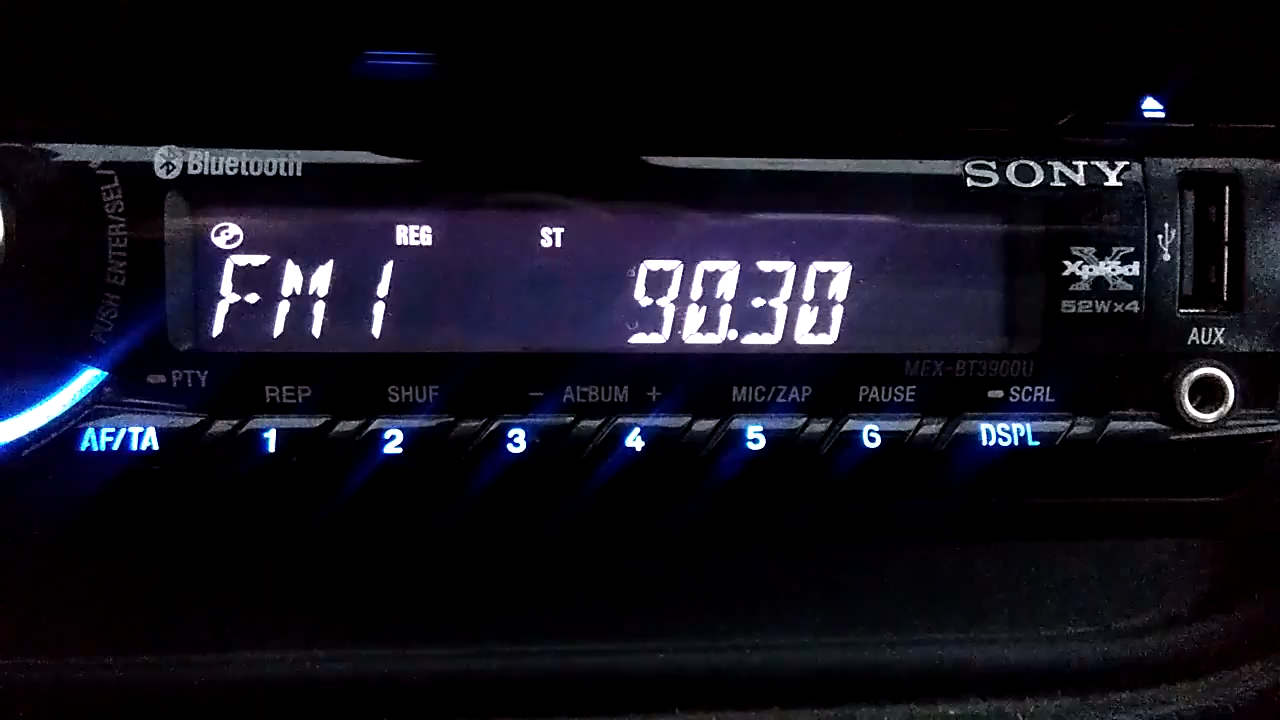 Bluetooth
SONY
PUSH ENTER/SEL
REG ST
FM1 90.30
Xplōd
52W×4
AUX
MEX-BT3900U
PTY REP SHUF − ALBUM + MIC/ZAP PAUSE SCRL
AF/TA 1 2 3 4 5 6 DSPL